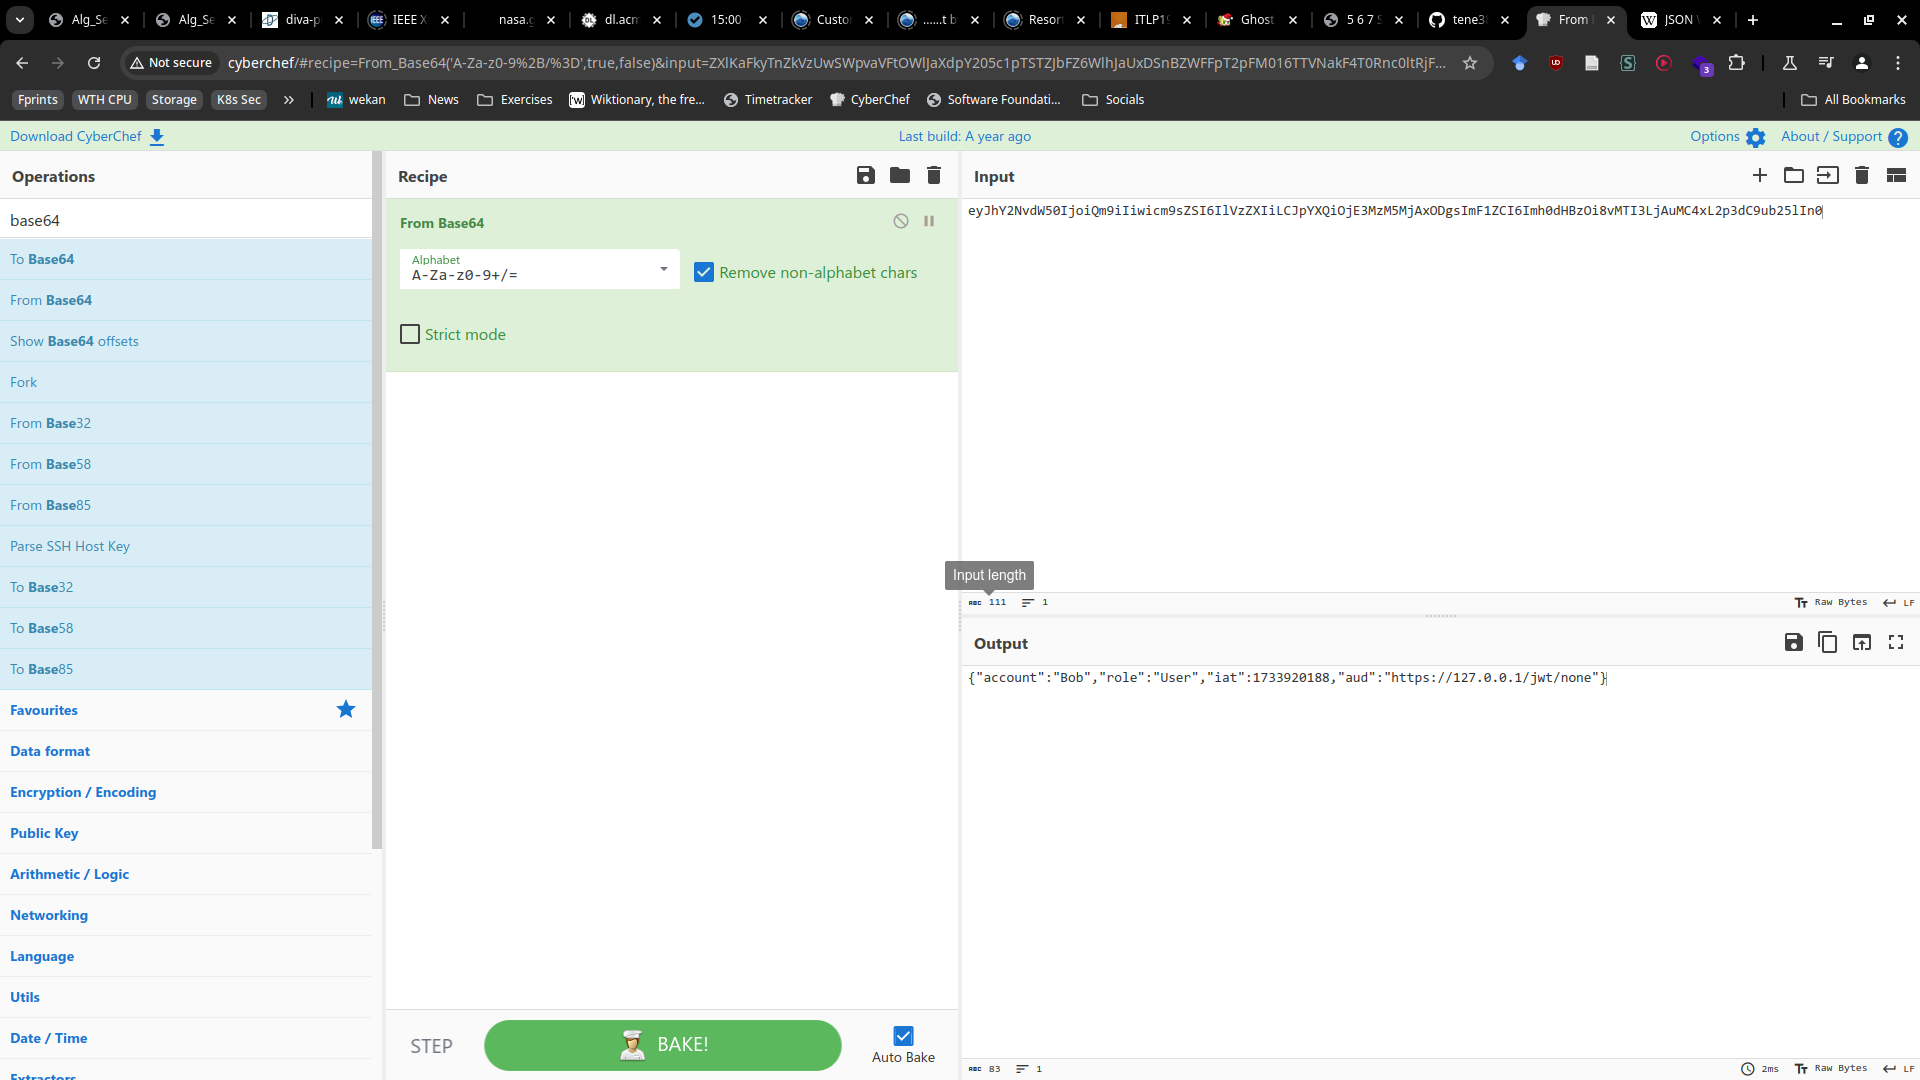 Alg_Se
Alg_Se
diva-p
IEEE X
nasa.g
dl.acm
15:00
Custo
......t b
Resor
ITLP19
Ghost
5 6 7 S
tene38
From
JSON
Not secure
cyberchef/#recipe=From_Base64('A-Za-z0-9%2B/%3D',true,false)&input=ZXlKaFkyTnZkVzUwSWpvaVFtOWlJaXdpY205c1pTSTZJbFZ6WlhJaUxDSnBZWFFpT2pFM016TTVNakF4T0Rnc0ltRjF...
Fprints
WTH CPU
Storage
K8s Sec
wekan
News
Exercises
Wiktionary, the fre...
Timetracker
CyberChef
Software Foundati...
Socials
All Bookmarks
Download CyberChef
Last build: A year ago
Options
About / Support
Operations
base64
To Base64
From Base64
Show Base64 offsets
Fork
From Base32
From Base58
From Base85
Parse SSH Host Key
To Base32
To Base58
To Base85
Favourites
Data format
Encryption / Encoding
Public Key
Arithmetic / Logic
Networking
Language
Utils
Date / Time
Extractors
Recipe
From Base64
Alphabet
A-Za-z0-9+/=
Remove non-alphabet chars
Strict mode
STEP
BAKE!
Auto Bake
Input
eyJhY2NvdW50IjoiQm9iIiwicm9sZSI6IlVzZXIiLCJpYXQiOjE3MzM5MjAxODgsImF1ZCI6Imh0dHBzOi8vMTI3LjAuMC4xL2p3dC9ub25lIn0
Input length
ABC 111
1
Raw Bytes
LF
Output
{"account":"Bob","role":"User","iat":1733920188,"aud":"https://127.0.0.1/jwt/none"}
ABC 83
1
2ms
Raw Bytes
LF